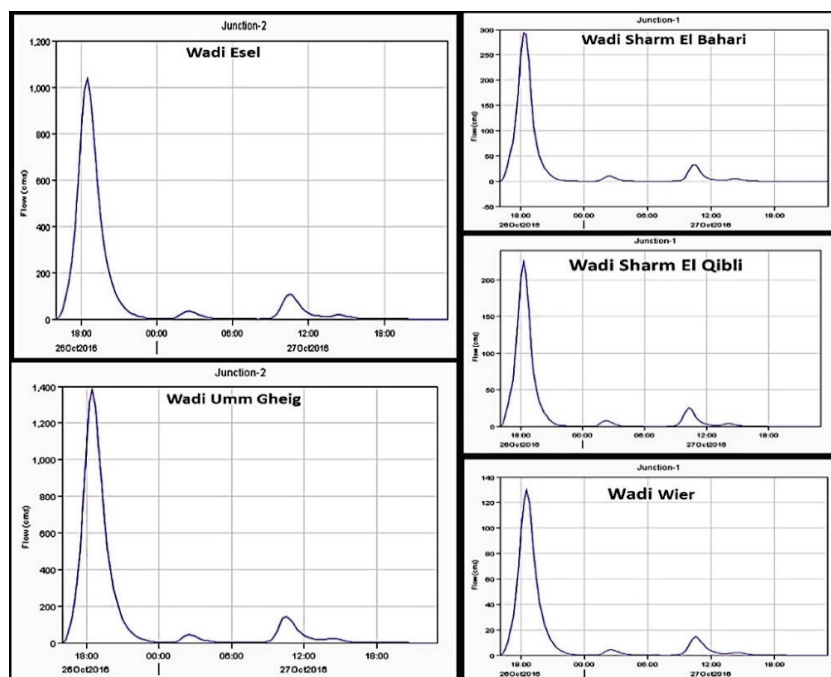 Junction-2
Wadi Esel
Flow (cms)
1,200
1,000
800
600
400
200
0
18:00 00:00 06:00 12:00 18:00
26Oct2016 | 27Oct2016
Junction-2
Wadi Umm Gheig
Flow (cms)
1,400
1,200
1,000
800
600
400
200
0
18:00 00:00 06:00 12:00 18:00
26Oct2016 | 27Oct2016
Junction-1
Wadi Sharm El Bahari
Flow (cms)
300
250
200
150
100
50
0
-50
18:00 00:00 06:00 12:00 18:00
26Oct2016 | 27Oct2016
Junction-1
Wadi Sharm El Qibli
Flow (cms)
200
150
100
50
0
18:00 00:00 06:00 12:00 18:00
26Oct2016 | 27Oct2016
Junction-1
Wadi Wier
Flow (cms)
140
120
100
80
60
40
20
0
18:00 00:00 06:00 12:00 18:00
26Oct2016 | 27Oct2016